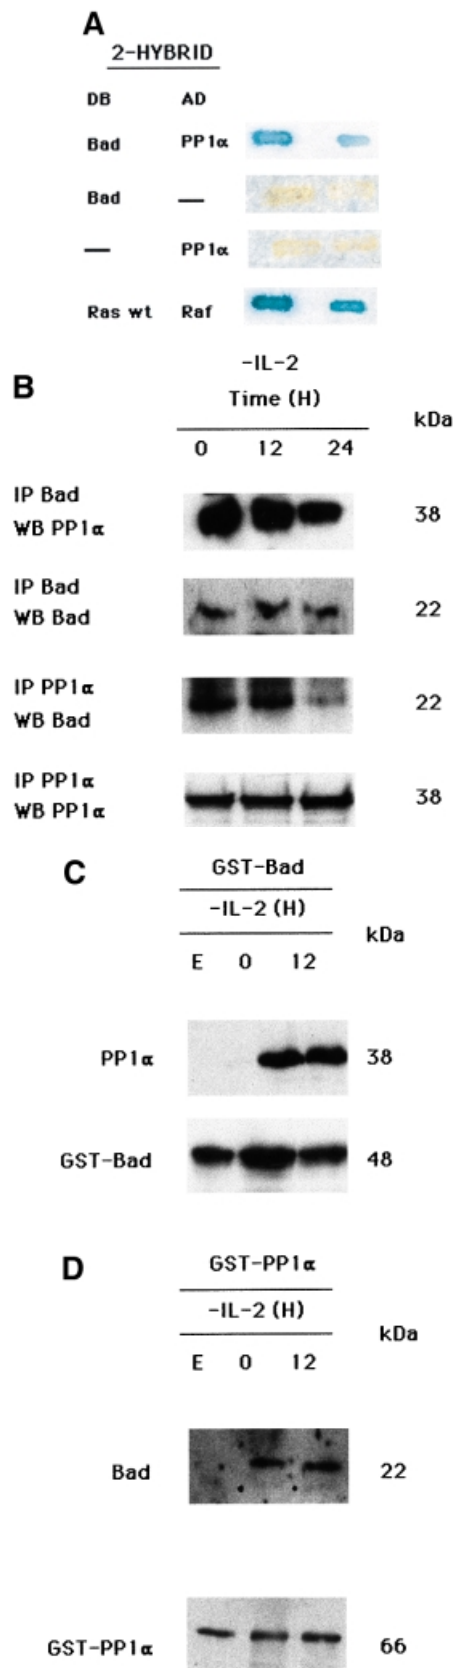 A
2-HYBRID
DB AD
Bad PP1α
Bad —
— PP1α
Ras wt Raf
B
-IL-2
Time (H)
kDa
0 12 24
IP Bad
WB PP1α
38
IP Bad
WB Bad
22
IP PP1α
WB Bad
22
IP PP1α
WB PP1α
38
C
GST-Bad
-IL-2 (H)
kDa
E 0 12
PP1α 38
GST-Bad 48
D
GST-PP1α
-IL-2 (H)
kDa
E 0 12
Bad 22
GST-PP1α 66